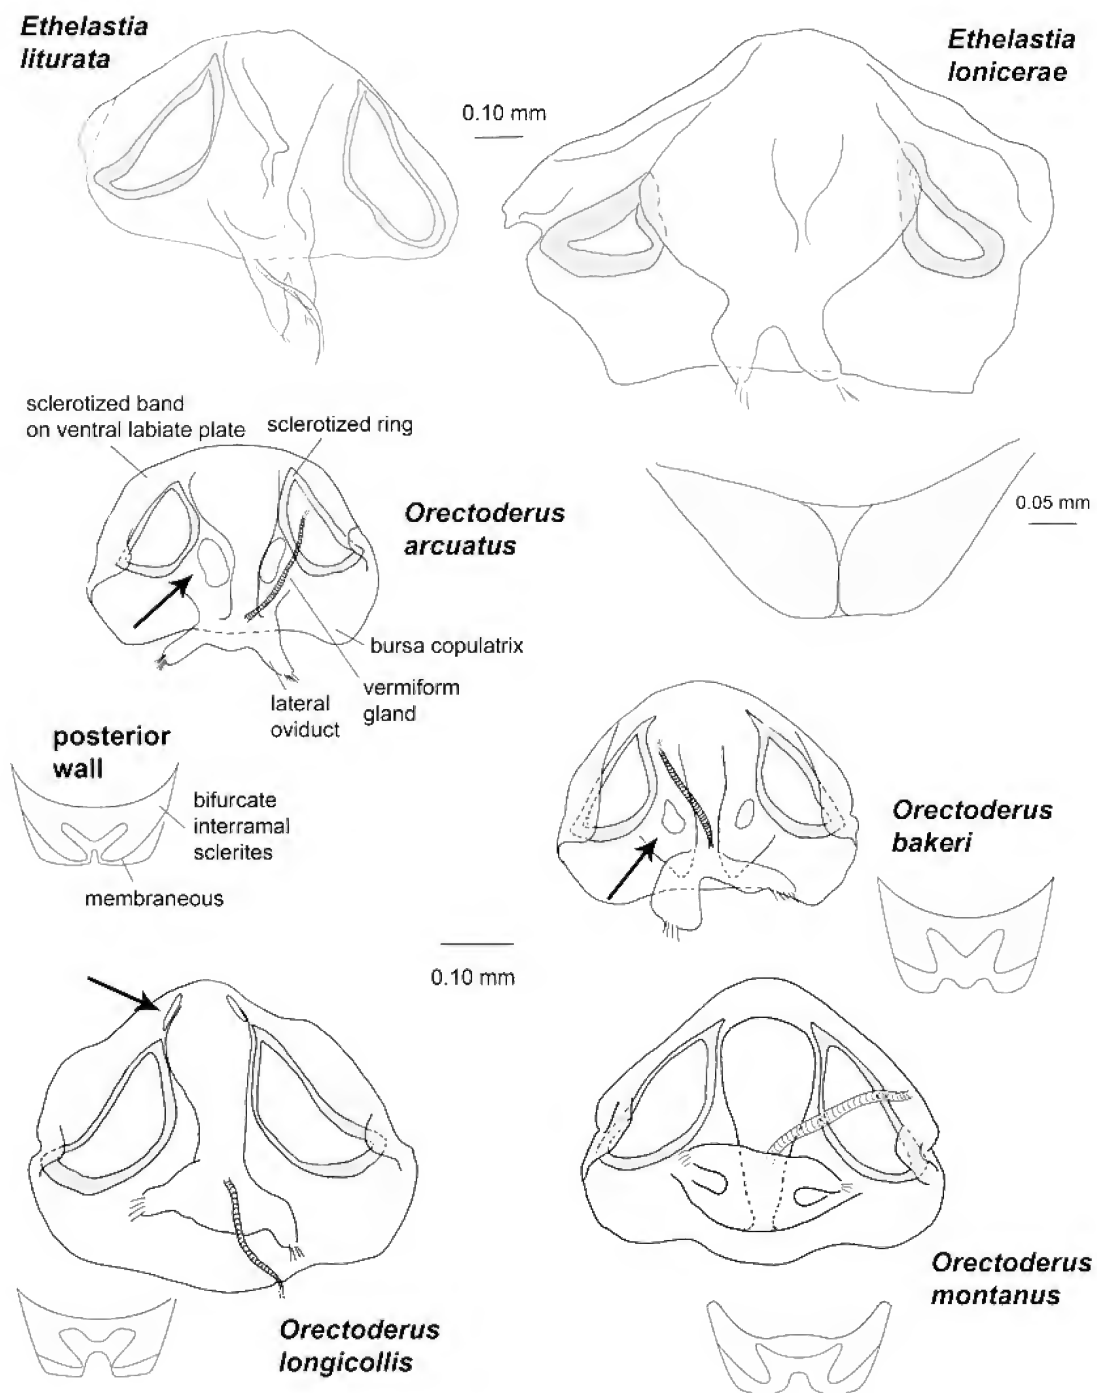 Ethelastia
liturata
Ethelastia
lonicerae
0.10 mm
sclerotized band
on ventral labiate plate
sclerotized ring
Orectoderus
arcuatus
0.05 mm
bursa copulatrix
vermiform
gland
lateral
oviduct
posterior
wall
bifurcate
interramal
sclerites
membraneous
Orectoderus
bakeri
0.10 mm
Orectoderus
longicollis
Orectoderus
montanus